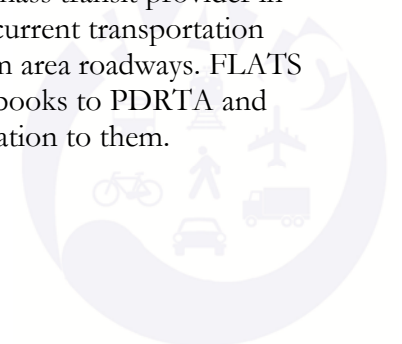 mass transit provider in
current transportation
n area roadways. FLATS
books to PDRTA and
ation to them.